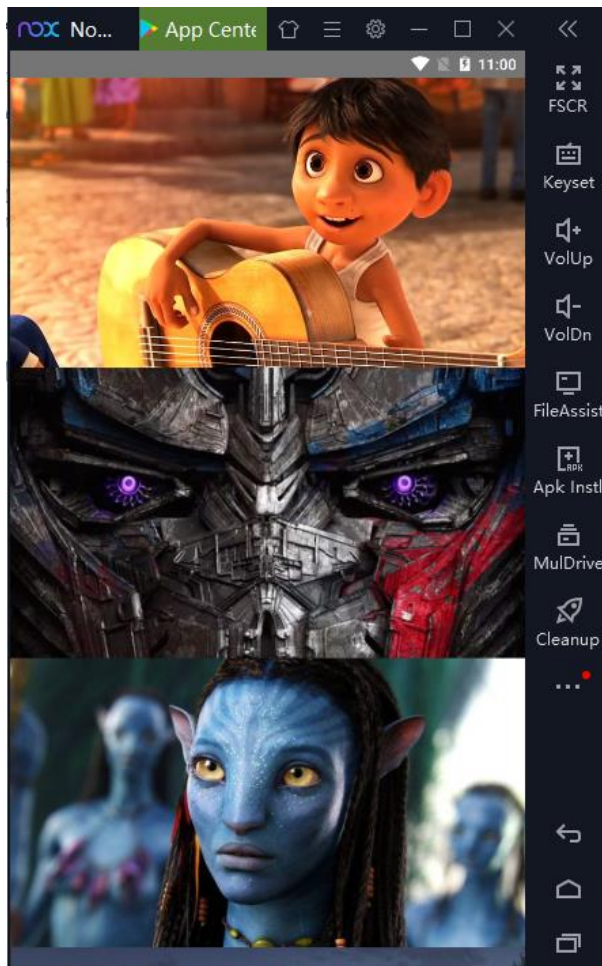 nox No... App Cente
11:00
FSCR
Keyset
VolUp
VolDn
FileAssist
Apk Instl
MulDrive
Cleanup